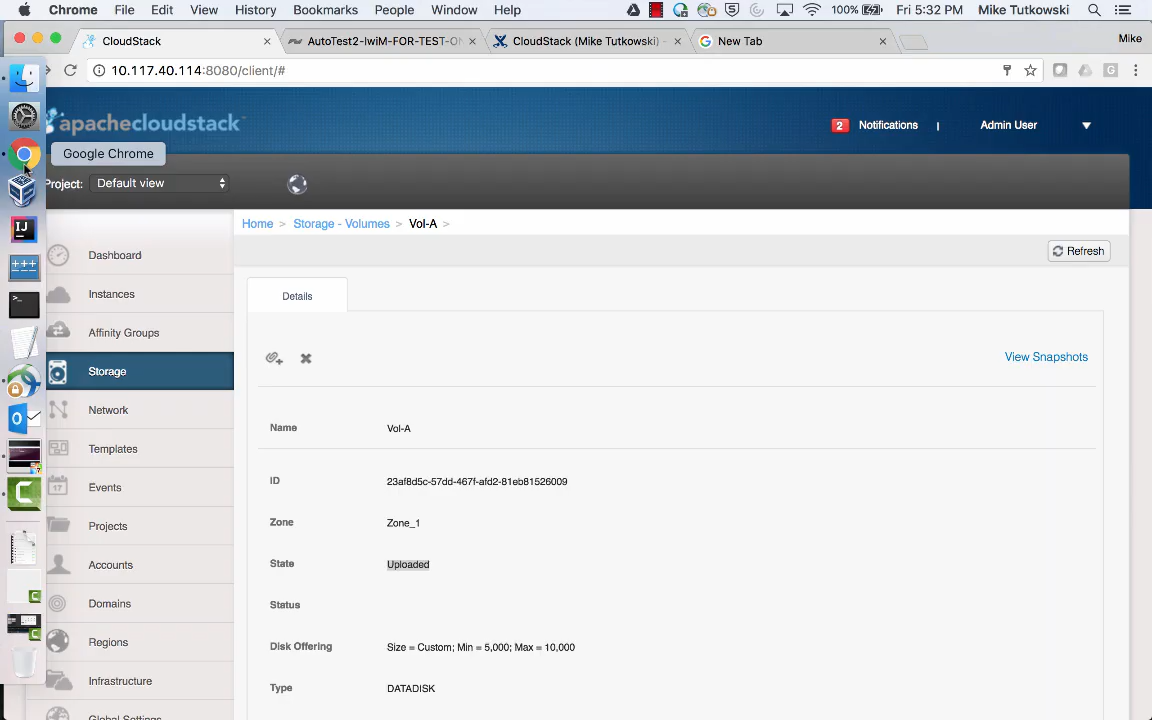 Chrome File Edit View History Bookmarks People Window Help 100% Fri 5:32 PM Mike Tutkowski
CloudStack AutoTest2-IwiM-FOR-TEST-O CloudStack (Mike Tutkowski) - New Tab Mike
10.117.40.114:8080/client/#
apachecloudstack
2 Notifications | Admin User
Google Chrome
Project: Default view
Home > Storage - Volumes > Vol-A >
Refresh
Dashboard
Instances
Affinity Groups
Storage
Network
Templates
Events
Projects
Accounts
Domains
Regions
Infrastructure
Global Settings
Details
View Snapshots
Name Vol-A
ID 23af8d5c-57dd-467f-afd2-81eb81526009
Zone Zone_1
State Uploaded
Status
Disk Offering Size = Custom; Min = 5,000; Max = 10,000
Type DATADISK